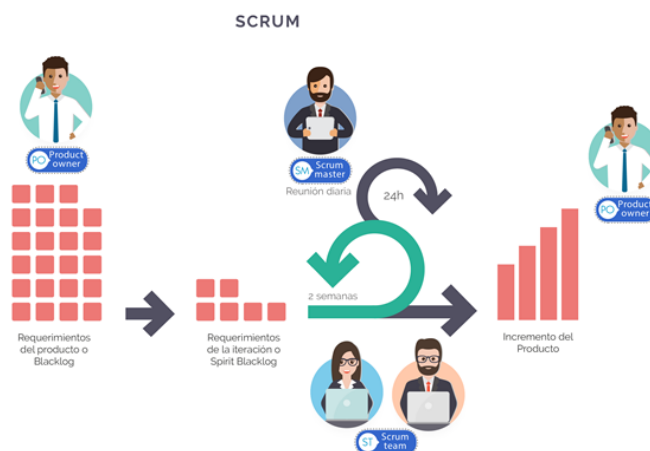 SCRUM
PO Product
owner
SM Scrum
master
Reunión diaria
24h
PO Product
owner
2 semanas
Requerimientos
del producto o
Blacklog
Requerimientos
de la iteración o
Spirit Blacklog
Incremento del
Producto
ST Scrum
team